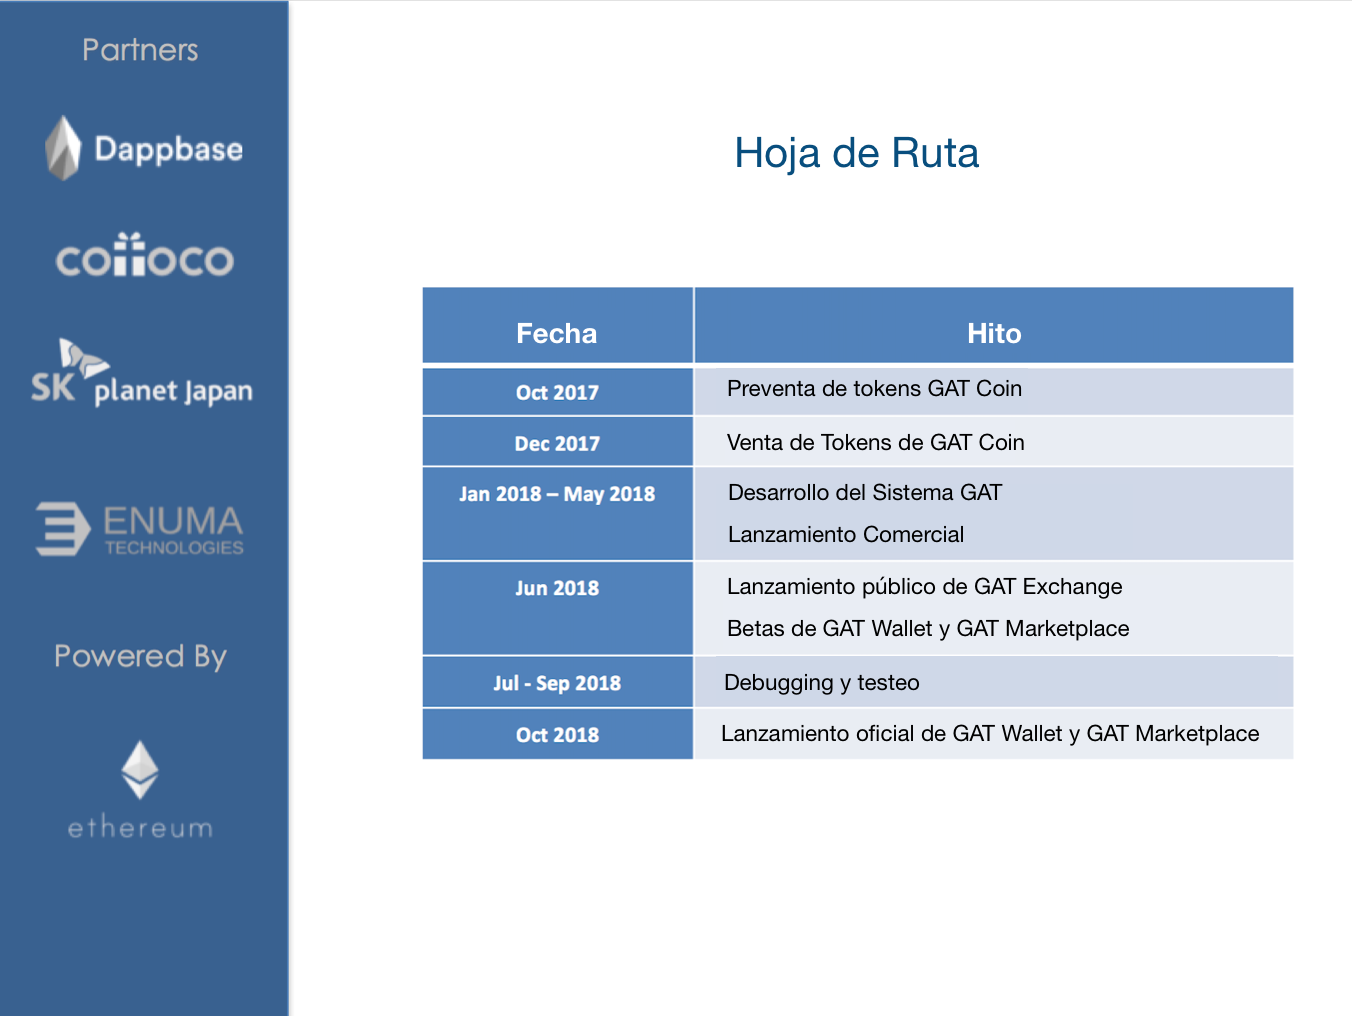 Partners
Dappbase
coiioco
SK planet Japan
ENUMA
TECHNOLOGIES
Powered By
ethereum
Hoja de Ruta
Fecha Hito
Oct 2017 Preventa de tokens GAT Coin
Dec 2017 Venta de Tokens de GAT Coin
Jan 2018 – May 2018 Desarrollo del Sistema GAT
Lanzamiento Comercial
Jun 2018 Lanzamiento público de GAT Exchange
Betas de GAT Wallet y GAT Marketplace
Jul - Sep 2018 Debugging y testeo
Oct 2018 Lanzamiento oficial de GAT Wallet y GAT Marketplace